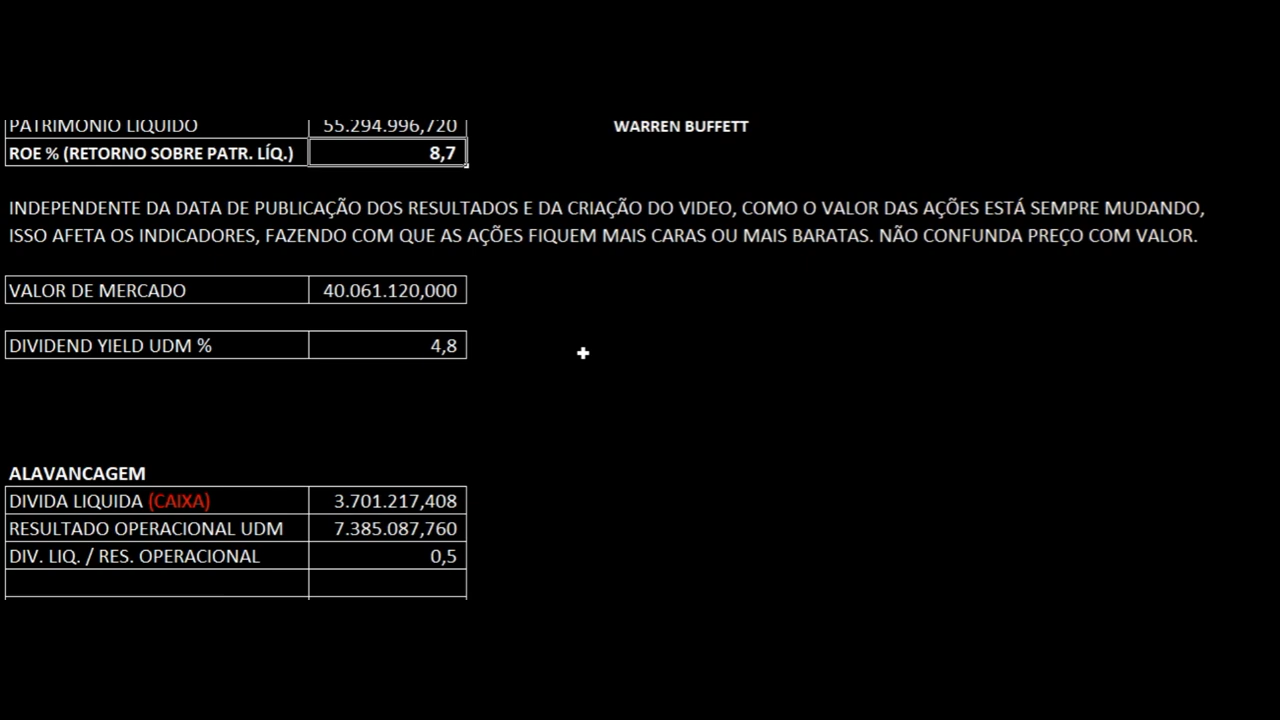 PATRIMONIO LIQUIDO 55.294.996,720 WARREN BUFFETT
ROE % (RETORNO SOBRE PATR. LÍQ.) 8,7
INDEPENDENTE DA DATA DE PUBLICAÇÃO DOS RESULTADOS E DA CRIAÇÃO DO VIDEO, COMO O VALOR DAS AÇÕES ESTÁ SEMPRE MUDANDO,
ISSO AFETA OS INDICADORES, FAZENDO COM QUE AS AÇÕES FIQUEM MAIS CARAS OU MAIS BARATAS. NÃO CONFUNDA PREÇO COM VALOR.
VALOR DE MERCADO 40.061.120,000
DIVIDEND YIELD UDM % 4,8
ALAVANCAGEM
DIVIDA LIQUIDA (CAIXA) 3.701.217,408
RESULTADO OPERACIONAL UDM 7.385.087,760
DIV. LIQ. / RES. OPERACIONAL 0,5